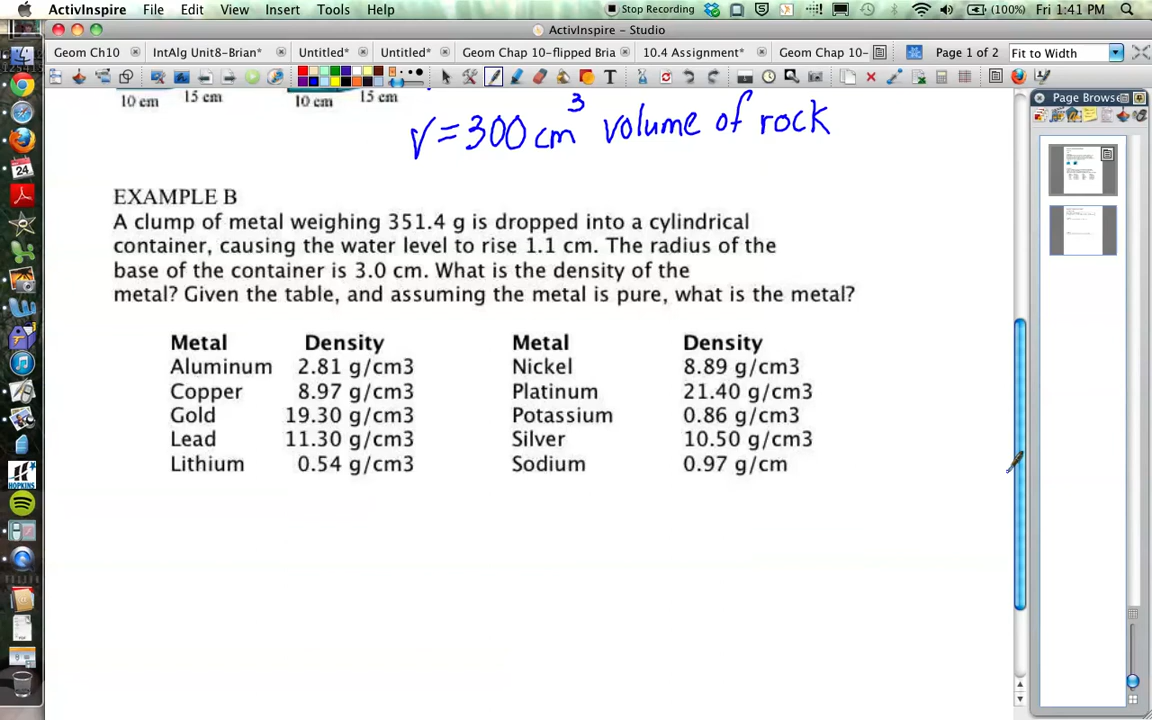 ActivInspire File Edit View Insert Tools Help Stop Recording (100%) Fri 1:41 PM
ActivInspire - Studio
Geom Ch10 IntAlg Unit8-Brian* Untitled* Untitled* Geom Chap 10-flipped Bria 10.4 Assignment* Geom Chap 10- Page 1 of 2 Fit to Width
Page Browse
10 cm 15 cm 10 cm 15 cm
V = 300 cm3 volume of rock
EXAMPLE B
A clump of metal weighing 351.4 g is dropped into a cylindrical
container, causing the water level to rise 1.1 cm. The radius of the
base of the container is 3.0 cm. What is the density of the
metal? Given the table, and assuming the metal is pure, what is the metal?
Metal Density Metal Density
Aluminum 2.81 g/cm3 Nickel 8.89 g/cm3
Copper 8.97 g/cm3 Platinum 21.40 g/cm3
Gold 19.30 g/cm3 Potassium 0.86 g/cm3
Lead 11.30 g/cm3 Silver 10.50 g/cm3
Lithium 0.54 g/cm3 Sodium 0.97 g/cm
24
HOPKINS